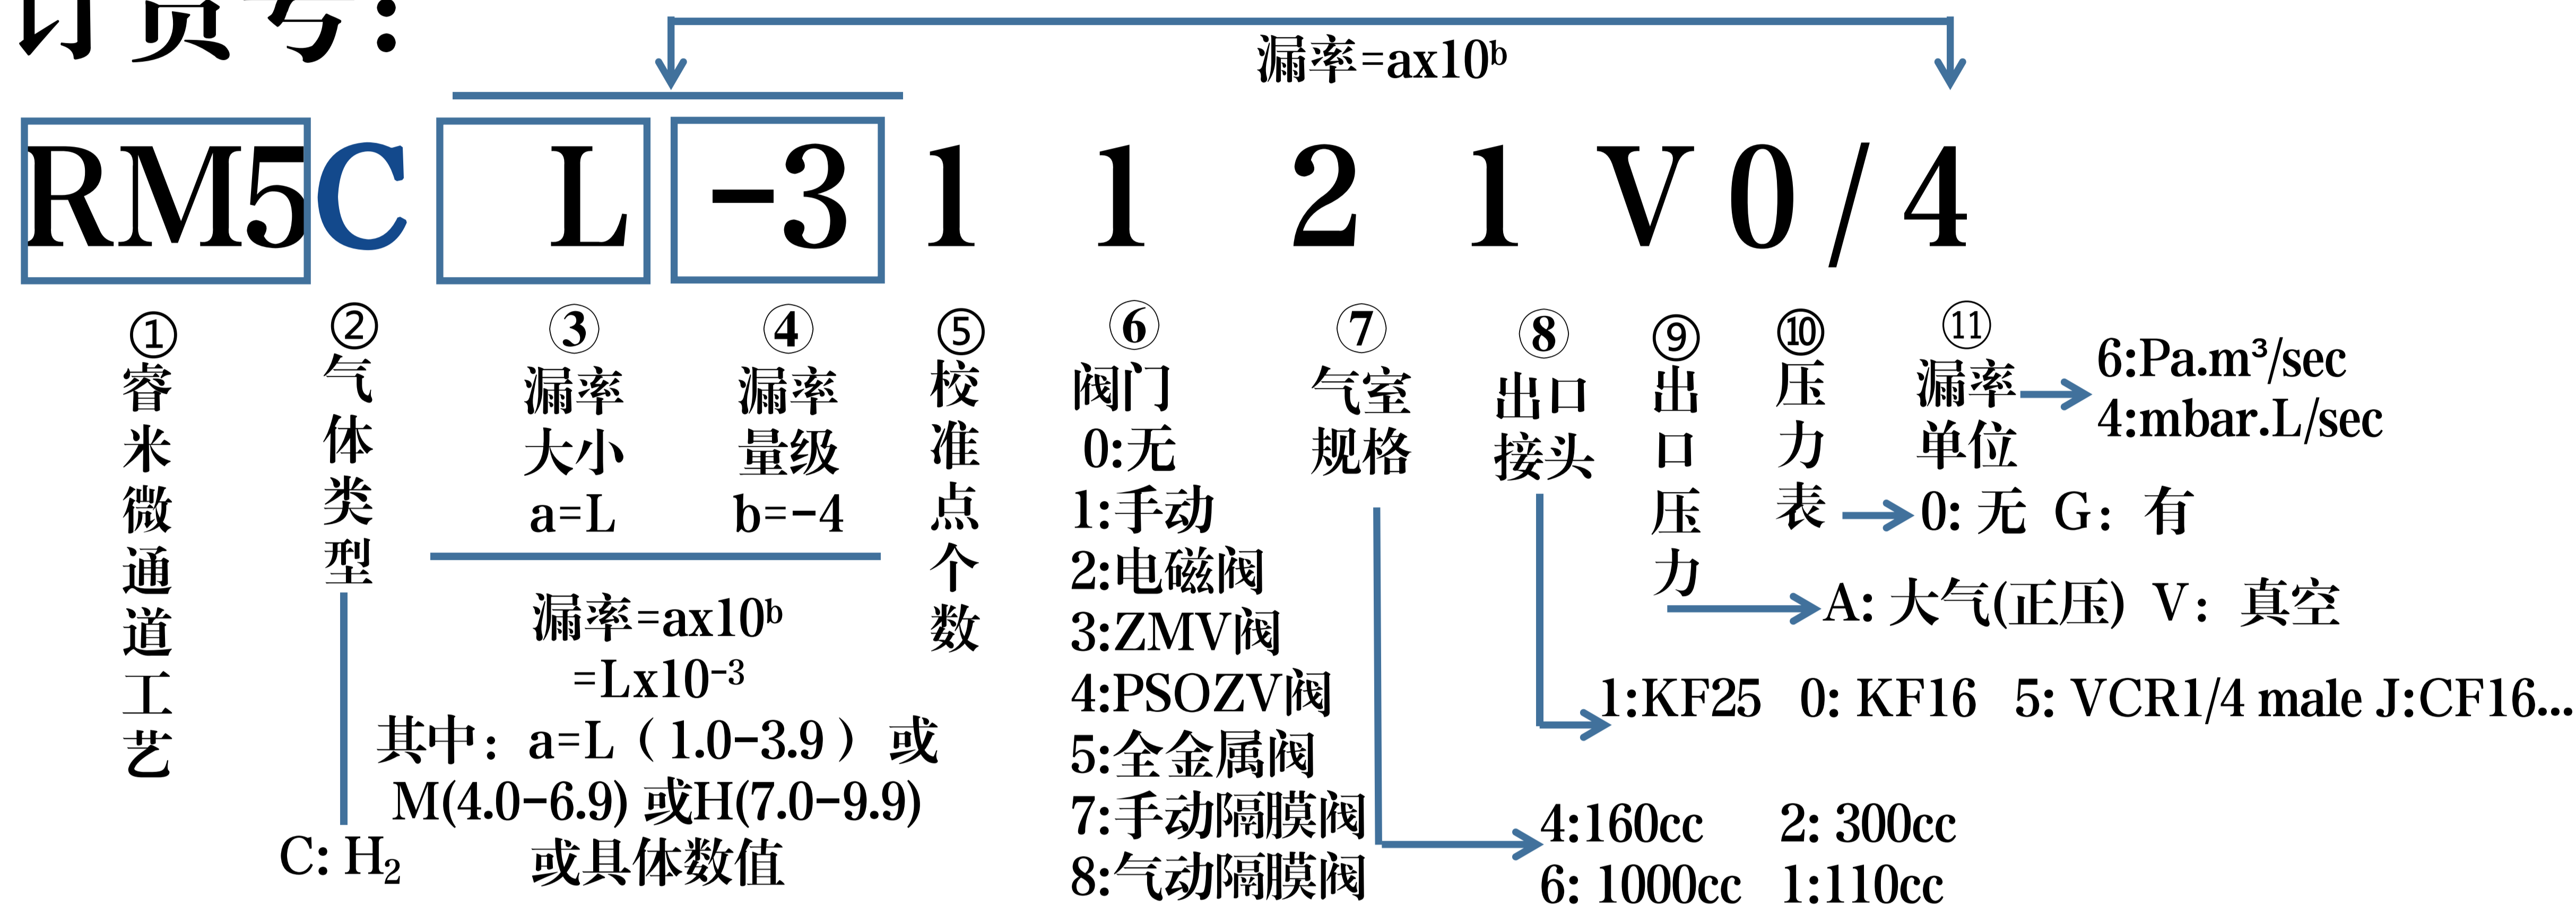 订货号:
漏率=ax10ᵇ
RM5C L -3 1 1 2 1 V 0 / 4
① ② ③ ④ ⑤ ⑥ ⑦ ⑧ ⑨ ⑩ ⑪
睿米微通道工艺
气体类型
C: H₂
漏率
大小
a=L
漏率
量级
b=-4
漏率=ax10ᵇ
=Lx10⁻³
其中：a=L（1.0-3.9）或
M(4.0-6.9) 或H(7.0-9.9)
或具体数值
校准点个数
阀门
0:无
1:手动
2:电磁阀
3:ZMV阀
4:PSOZV阀
5:全金属阀
7:手动隔膜阀
8:气动隔膜阀
气室
规格
4:160cc 2: 300cc
6: 1000cc 1:110cc
出口
接头
1:KF25 0: KF16 5: VCR1/4 male J:CF16...
出口压力
A: 大气(正压) V：真空
压力表
0: 无 G：有
漏率
单位
6:Pa.m³/sec
4:mbar.L/sec